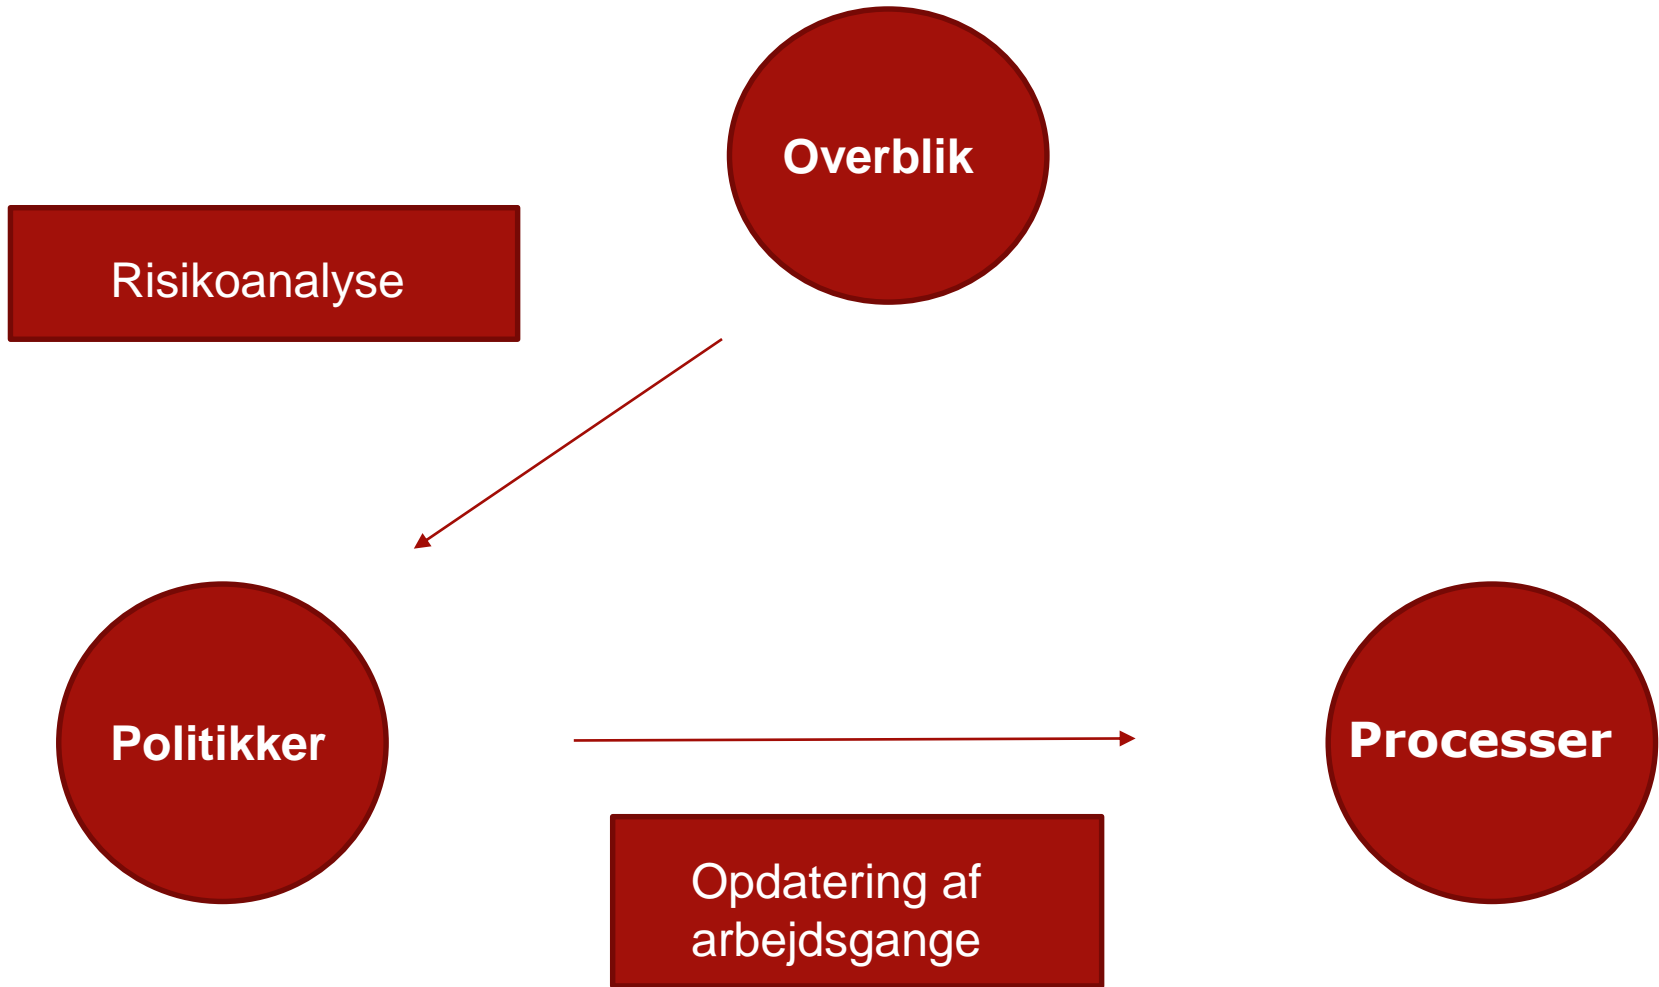 Overblik
Risikoanalyse
Politikker
Processer
Opdatering af
arbejdsgange